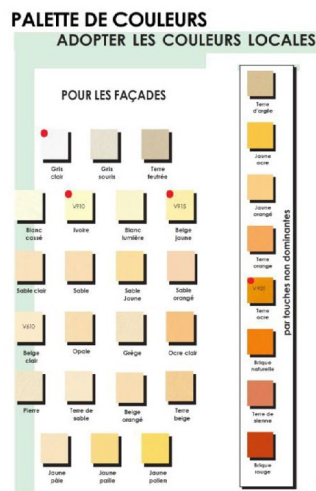 PALETTE DE COULEURS
ADOPTER LES COULEURS LOCALES
POUR LES FAÇADES
Gris clair
Gris souris
Terre feutrée
V910
V915
Blanc cassé
Ivoire
Blanc lumière
Beige jaune
Sable clair
Sable
Sable Jaune
Sable orangé
V610
Beige clair
Opale
Grège
Ocre clair
Pierre
Terre de sable
Beige orangé
Terre beige
Jaune pâle
Jaune paille
Jaune pollen
par touches non dominantes
Terre d'argile
Jaune ocre
Jaune orangé
Terre orange
Terre ocre
Brique naturelle
Terre de sienne
Brique rouge